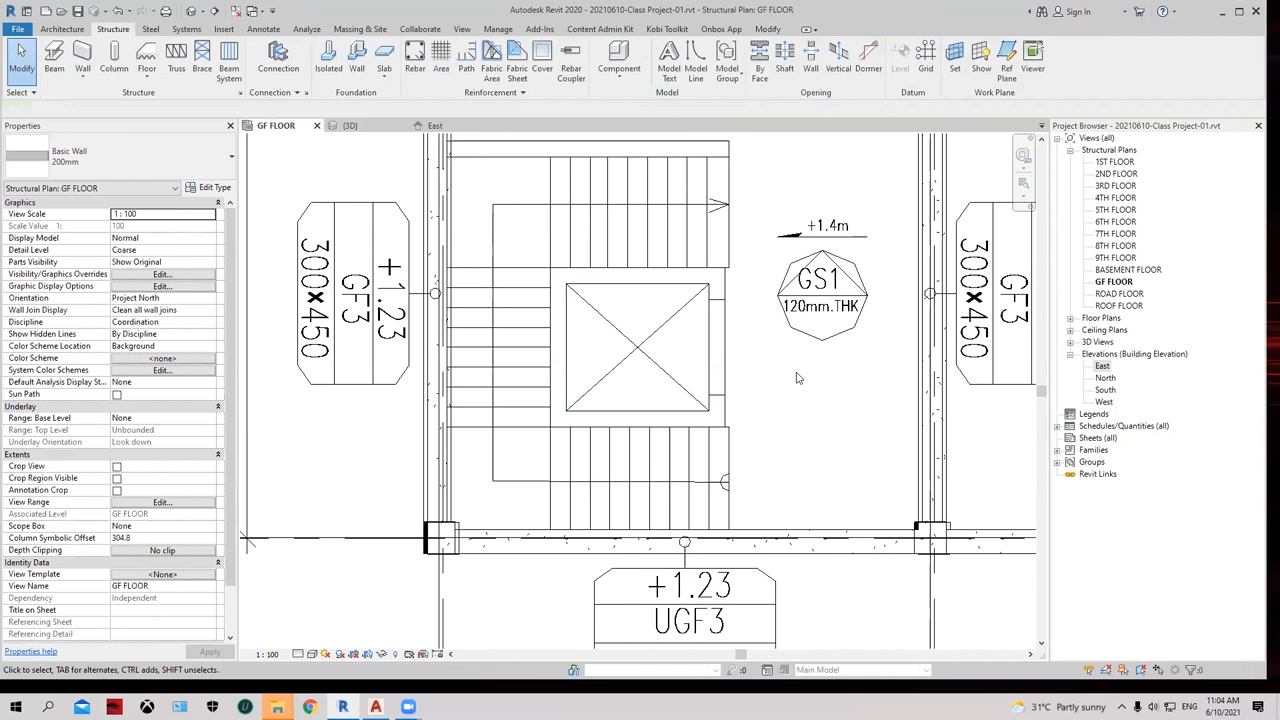 Autodesk Revit 2020 - 20210610-Class Project-01.rvt - Structural Plan: GF FLOOR
Sign In
File Architecture Structure Steel Systems Insert Annotate Analyze Massing & Site Collaborate View Manage Add-Ins Content Admin Kit Kobi Toolkit Onbox App Modify
Modify Beam Wall Column Floor Truss Brace Beam System Connection Isolated Wall Slab Rebar Area Path Fabric Area Fabric Sheet Cover Rebar Coupler Component Model Text Model Line Model Group By Face Shaft Wall Vertical Dormer Level Grid Set Show Ref Plane Viewer
Select Structure Connection Foundation Reinforcement Model Opening Datum Work Plane
Properties
Basic Wall
200mm
Structural Plan: GF FLOOR Edit Type
Graphics
View Scale 1 : 100
Scale Value 1: 100
Display Model Normal
Detail Level Coarse
Parts Visibility Show Original
Visibility/Graphics Overrides Edit...
Graphic Display Options Edit...
Orientation Project North
Wall Join Display Clean all wall joins
Discipline Coordination
Show Hidden Lines By Discipline
Color Scheme Location Background
Color Scheme <none>
System Color Schemes Edit...
Default Analysis Display St... None
Sun Path
Underlay
Range: Base Level None
Range: Top Level Unbounded
Underlay Orientation Look down
Extents
Crop View
Crop Region Visible
Annotation Crop
View Range Edit...
Associated Level GF FLOOR
Scope Box None
Column Symbolic Offset 304.8
Depth Clipping No clip
Identity Data
View Template <None>
View Name GF FLOOR
Dependency Independent
Title on Sheet
Referencing Sheet
Referencing Detail
Properties help Apply
GF FLOOR {3D} East
+1.23
GF3
300x450
+1.4m
GS1
120mm.THK
GF3
300x450
+1.23
UGF3
1 : 100
Project Browser - 20210610-Class Project-01.rvt
Views (all)
Structural Plans
1ST FLOOR
2ND FLOOR
3RD FLOOR
4TH FLOOR
5TH FLOOR
6TH FLOOR
7TH FLOOR
8TH FLOOR
9TH FLOOR
BASEMENT FLOOR
GF FLOOR
ROAD FLOOR
ROOF FLOOR
Floor Plans
Ceiling Plans
3D Views
Elevations (Building Elevation)
East
North
South
West
Legends
Schedules/Quantities (all)
Sheets (all)
Families
Groups
Revit Links
Click to select, TAB for alternates, CTRL adds, SHIFT unselects.
:0 Main Model :0
31°C Partly sunny ENG 11:04 AM
6/10/2021